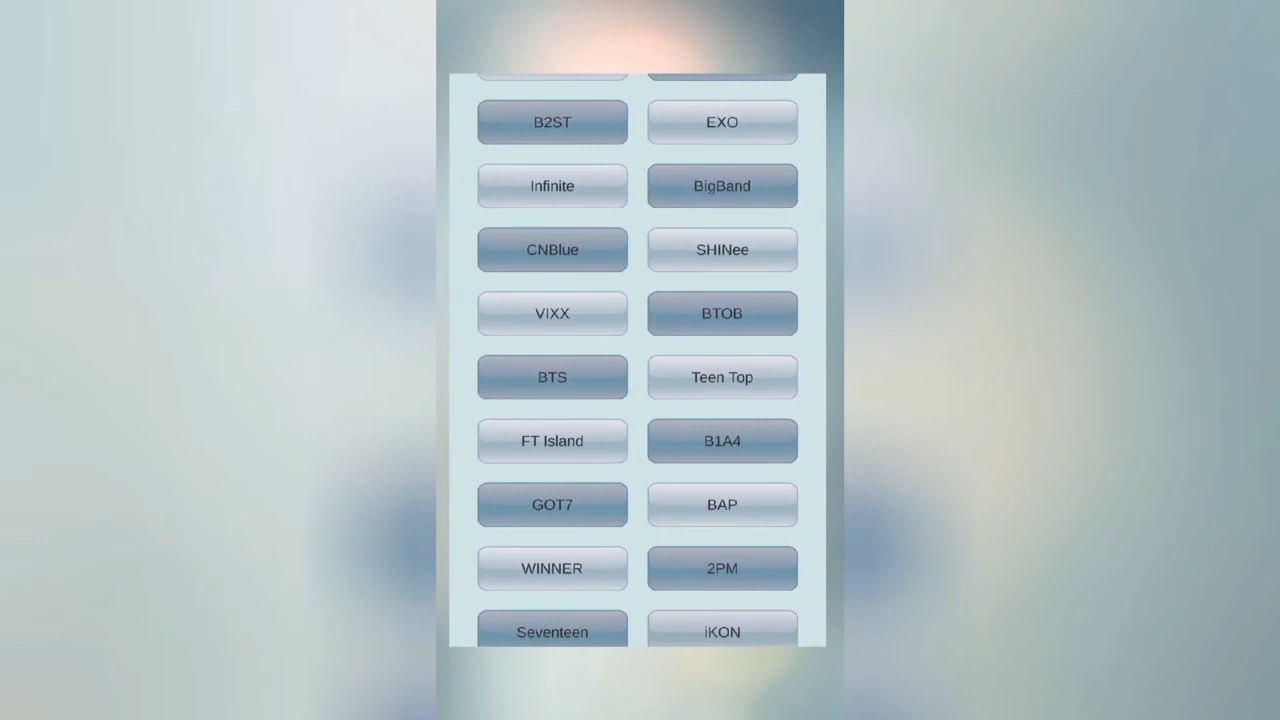 B2ST
EXO
Infinite
BigBand
CNBlue
SHINee
VIXX
BTOB
BTS
Teen Top
FT Island
B1A4
GOT7
BAP
WINNER
2PM
Seventeen
iKON